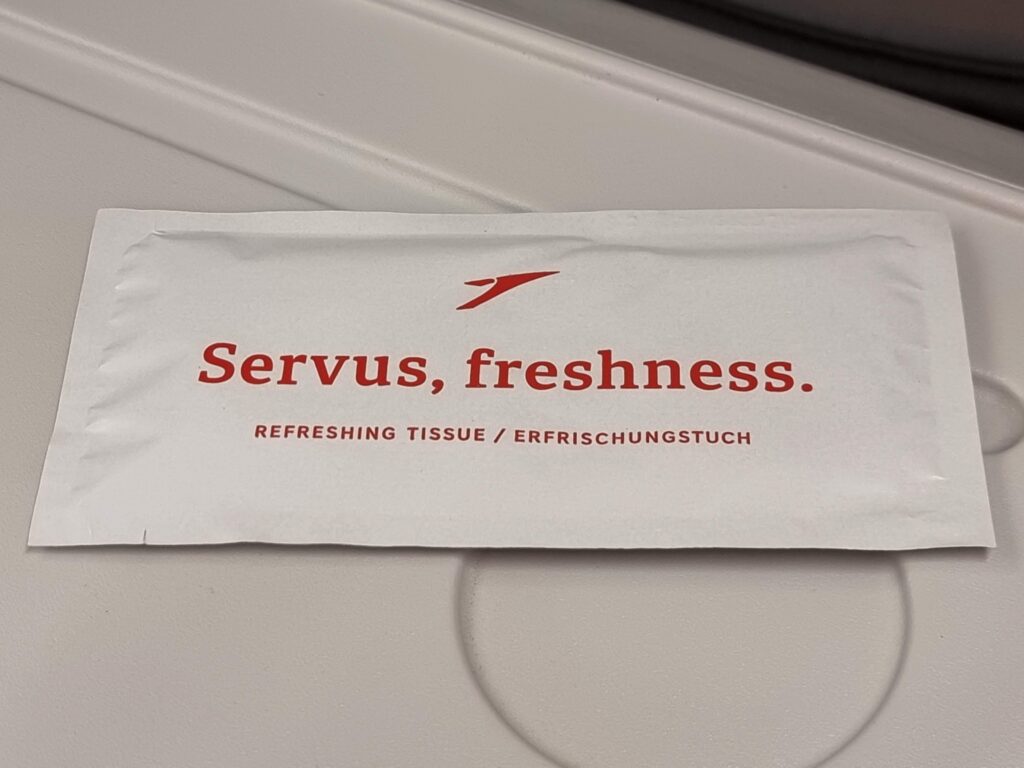 Servus, freshness.
REFRESHING TISSUE / ERFRISCHUNGSTUCH